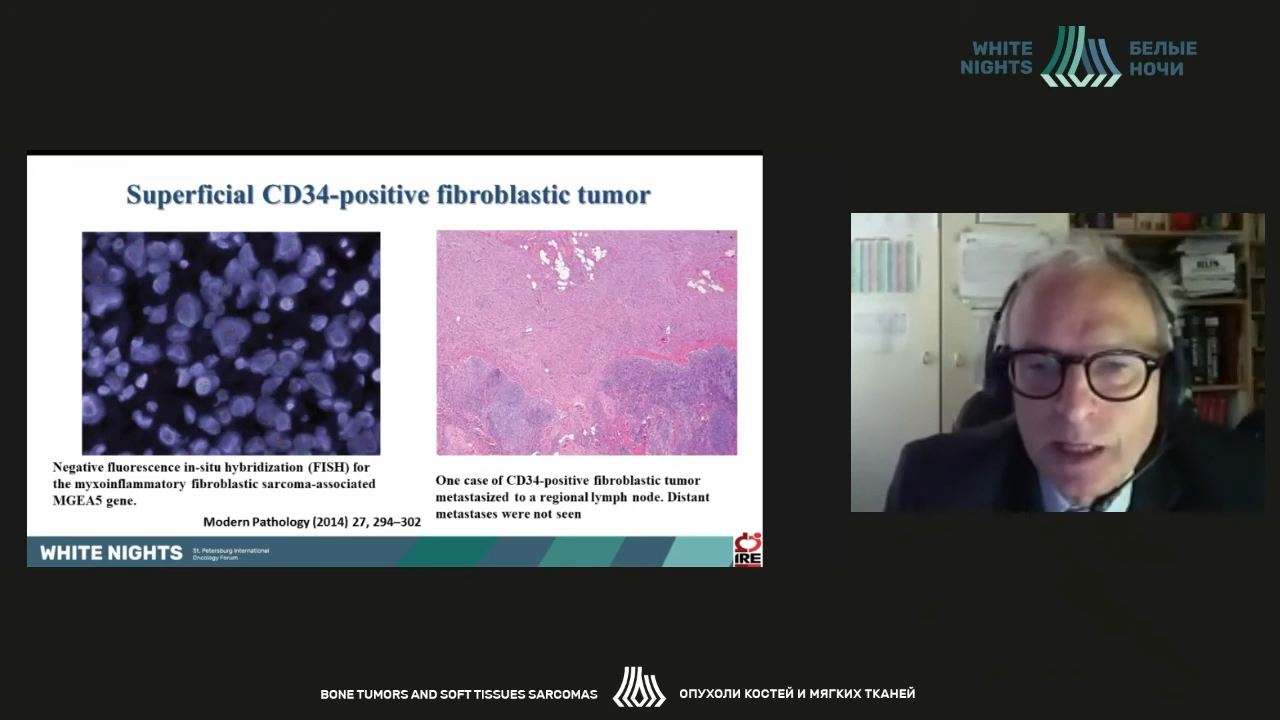 WHITE
NIGHTS
БЕЛЫЕ
НОЧИ
Superficial CD34-positive fibroblastic tumor
Negative fluorescence in-situ hybridization (FISH) for
the myxoinflammatory fibroblastic sarcoma-associated
MGEA5 gene.
One case of CD34-positive fibroblastic tumor
metastasized to a regional lymph node. Distant
metastases were not seen
Modern Pathology (2014) 27, 294–302
WHITE NIGHTS
St. Petersburg International
Oncology Forum
IRE
BONE TUMORS AND SOFT TISSUES SARCOMAS
ОПУХОЛИ КОСТЕЙ И МЯГКИХ ТКАНЕЙ